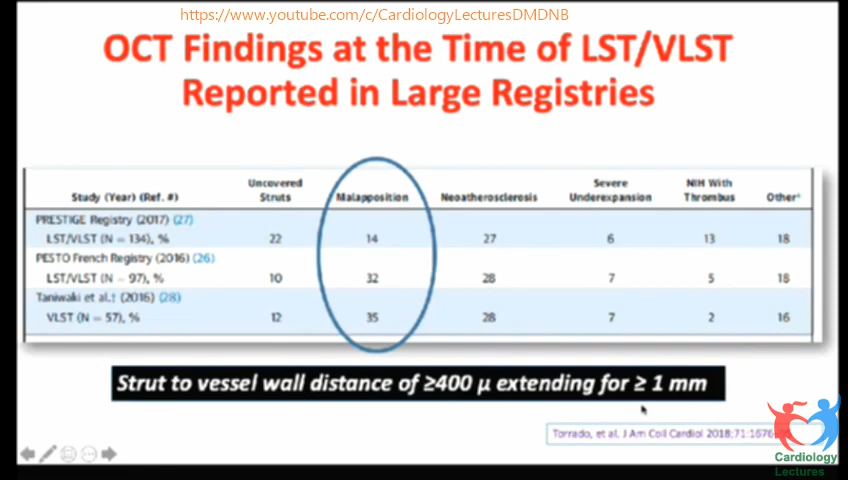 https://www.youtube.com/c/CardiologyLecturesDMDNB
OCT Findings at the Time of LST/VLST
Reported in Large Registries
Study (Year) (Ref. #) Uncovered Struts Malapposition Neoatherosclerosis Severe Underexpansion NIH With Thrombus Other*
PRESTIGE Registry (2017) (27)
LST/VLST (N = 134), % 22 14 27 6 13 18
PESTO French Registry (2016) (26)
LST/VLST (N = 97), % 10 32 28 7 5 18
Taniwaki et al.† (2016) (28)
VLST (N = 57), % 12 35 28 7 2 16
Strut to vessel wall distance of ≥400 µ extending for ≥ 1 mm
Torrado, et al. J Am Coll Cardiol 2018;71:1676
Cardiology
Lectures